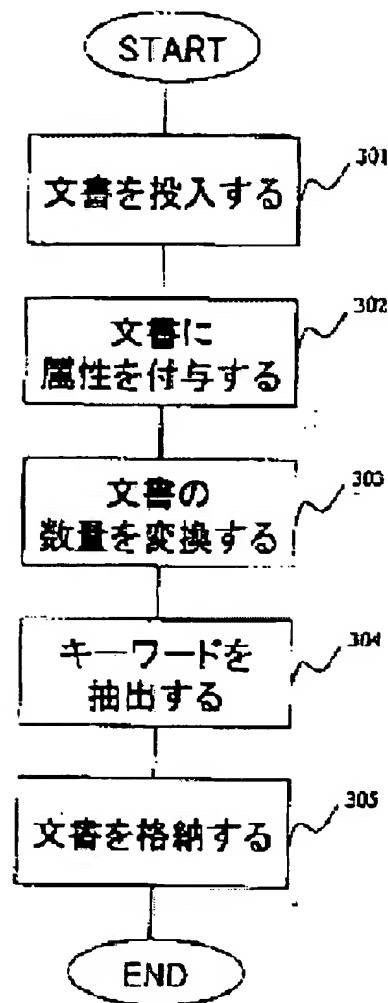 START
文書を投入する
301
文書に
属性を付与する
302
文書の
数量を変換する
303
キーワードを
抽出する
304
文書を格納する
305
END